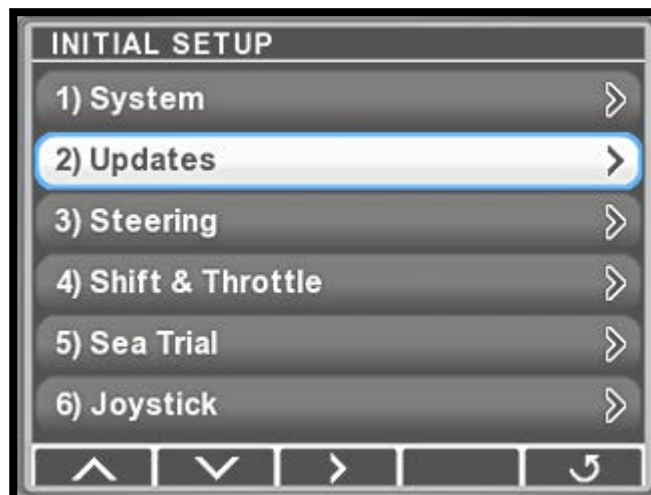 INITIAL SETUP
1) System
2) Updates
3) Steering
4) Shift & Throttle
5) Sea Trial
6) Joystick